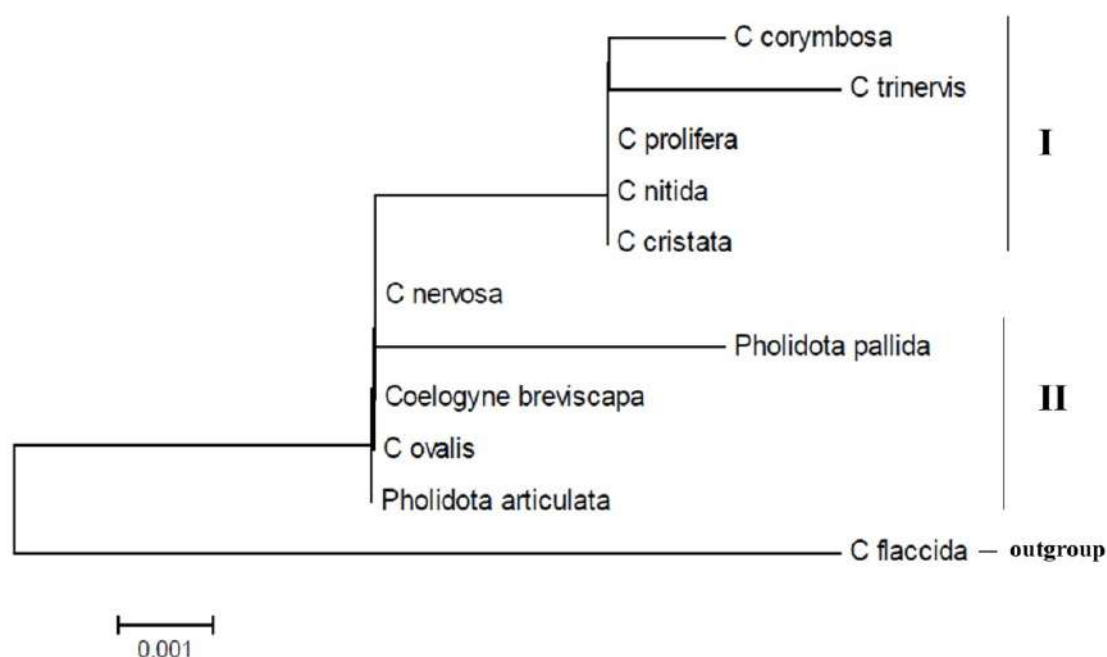 C corymbosa
C trinervis
C prolifera
I
C nitida
C cristata
C nervosa
Pholidota pallida
Coelogyne breviscapa
II
C ovalis
Pholidota articulata
C flaccida — outgroup
0.001